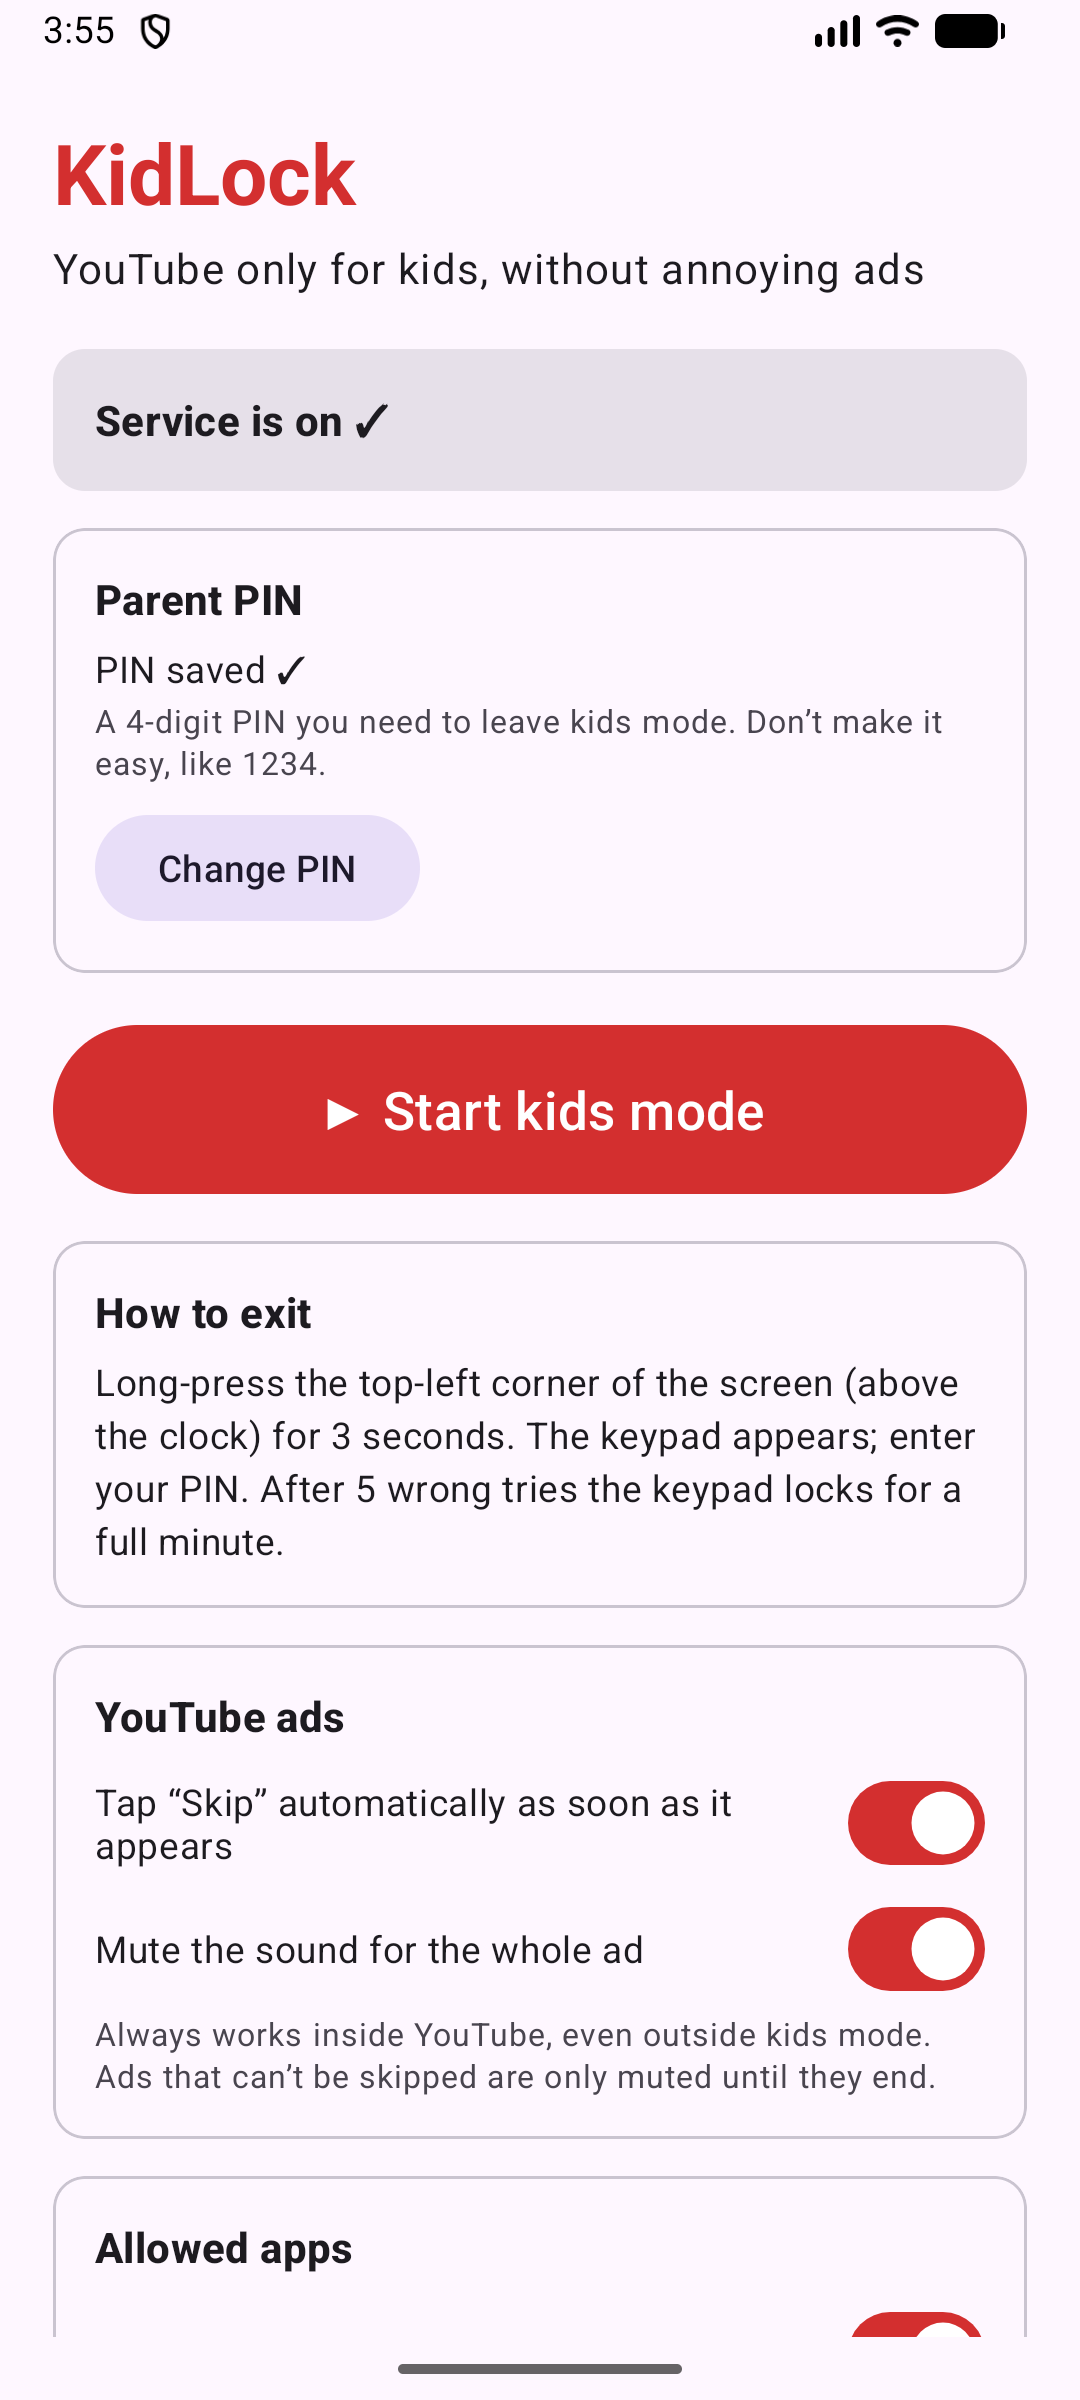 3:55
KidLock
YouTube only for kids, without annoying ads
Service is on ✓
Parent PIN
PIN saved ✓
A 4-digit PIN you need to leave kids mode. Don’t make it
easy, like 1234.
Change PIN
▶ Start kids mode
How to exit
Long-press the top-left corner of the screen (above
the clock) for 3 seconds. The keypad appears; enter
your PIN. After 5 wrong tries the keypad locks for a
full minute.
YouTube ads
Tap “Skip” automatically as soon as it
appears
Mute the sound for the whole ad
Always works inside YouTube, even outside kids mode.
Ads that can’t be skipped are only muted until they end.
Allowed apps